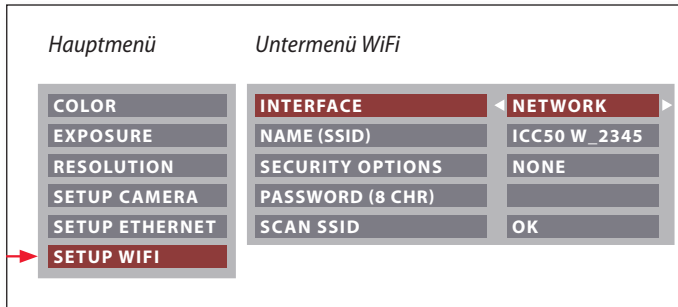 Hauptmenü Untermenü WiFi
COLOR INTERFACE NETWORK
EXPOSURE NAME (SSID) ICC50 W_2345
RESOLUTION SECURITY OPTIONS NONE
SETUP CAMERA PASSWORD (8 CHR)
SETUP ETHERNET SCAN SSID OK
SETUP WIFI